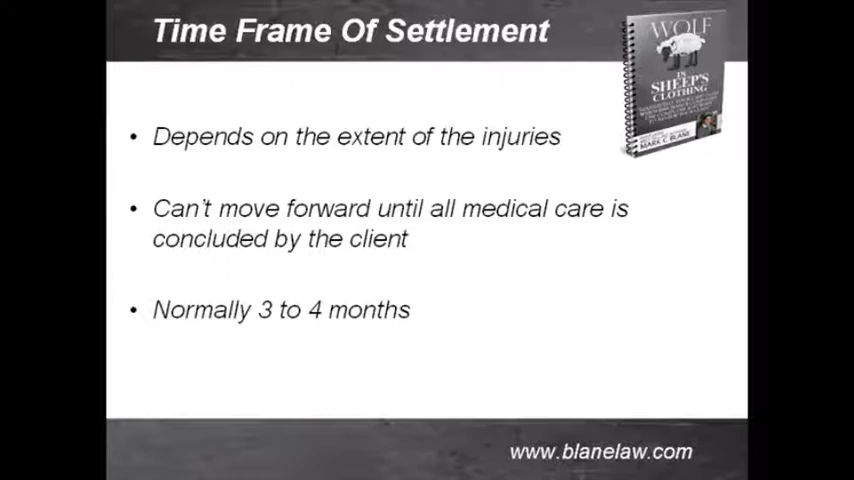 Time Frame Of Settlement
WOLF
IN
SHEEP'S
CLOTHING
MARK C BLANE
• Depends on the extent of the injuries
• Can't move forward until all medical care is
concluded by the client
• Normally 3 to 4 months
www.blanelaw.com